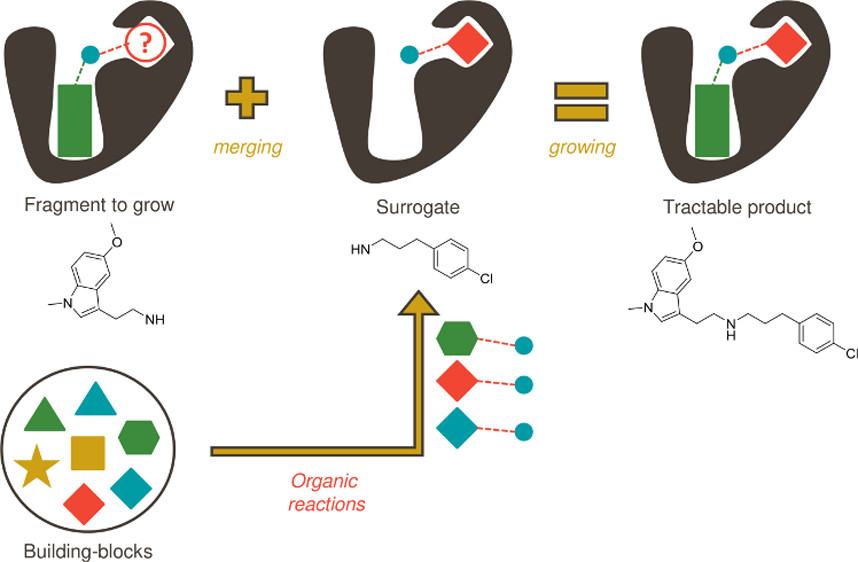 ?
merging
growing
Fragment to grow
Surrogate
Tractable product
O
N
NH
HN
Cl
O
N
N
H
Cl
Organic
reactions
Building-blocks